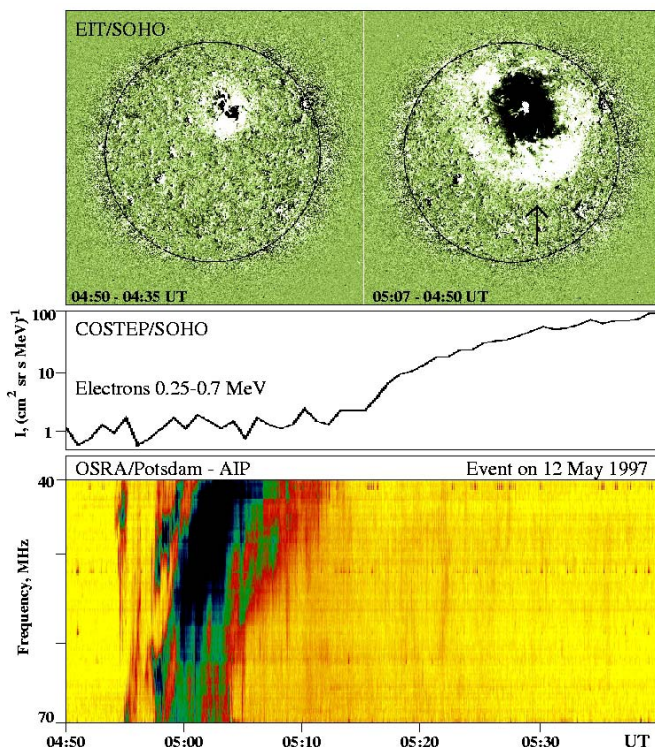 EIT/SOHO
04:50 - 04:35 UT
05:07 - 04:50 UT
COSTEP/SOHO
Electrons 0.25-0.7 MeV
I, (cm² sr s MeV)⁻¹
100
10
1
OSRA/Potsdam - AIP
Event on 12 May 1997
Frequency, MHz
40
70
04:50
05:00
05:10
05:20
05:30
UT